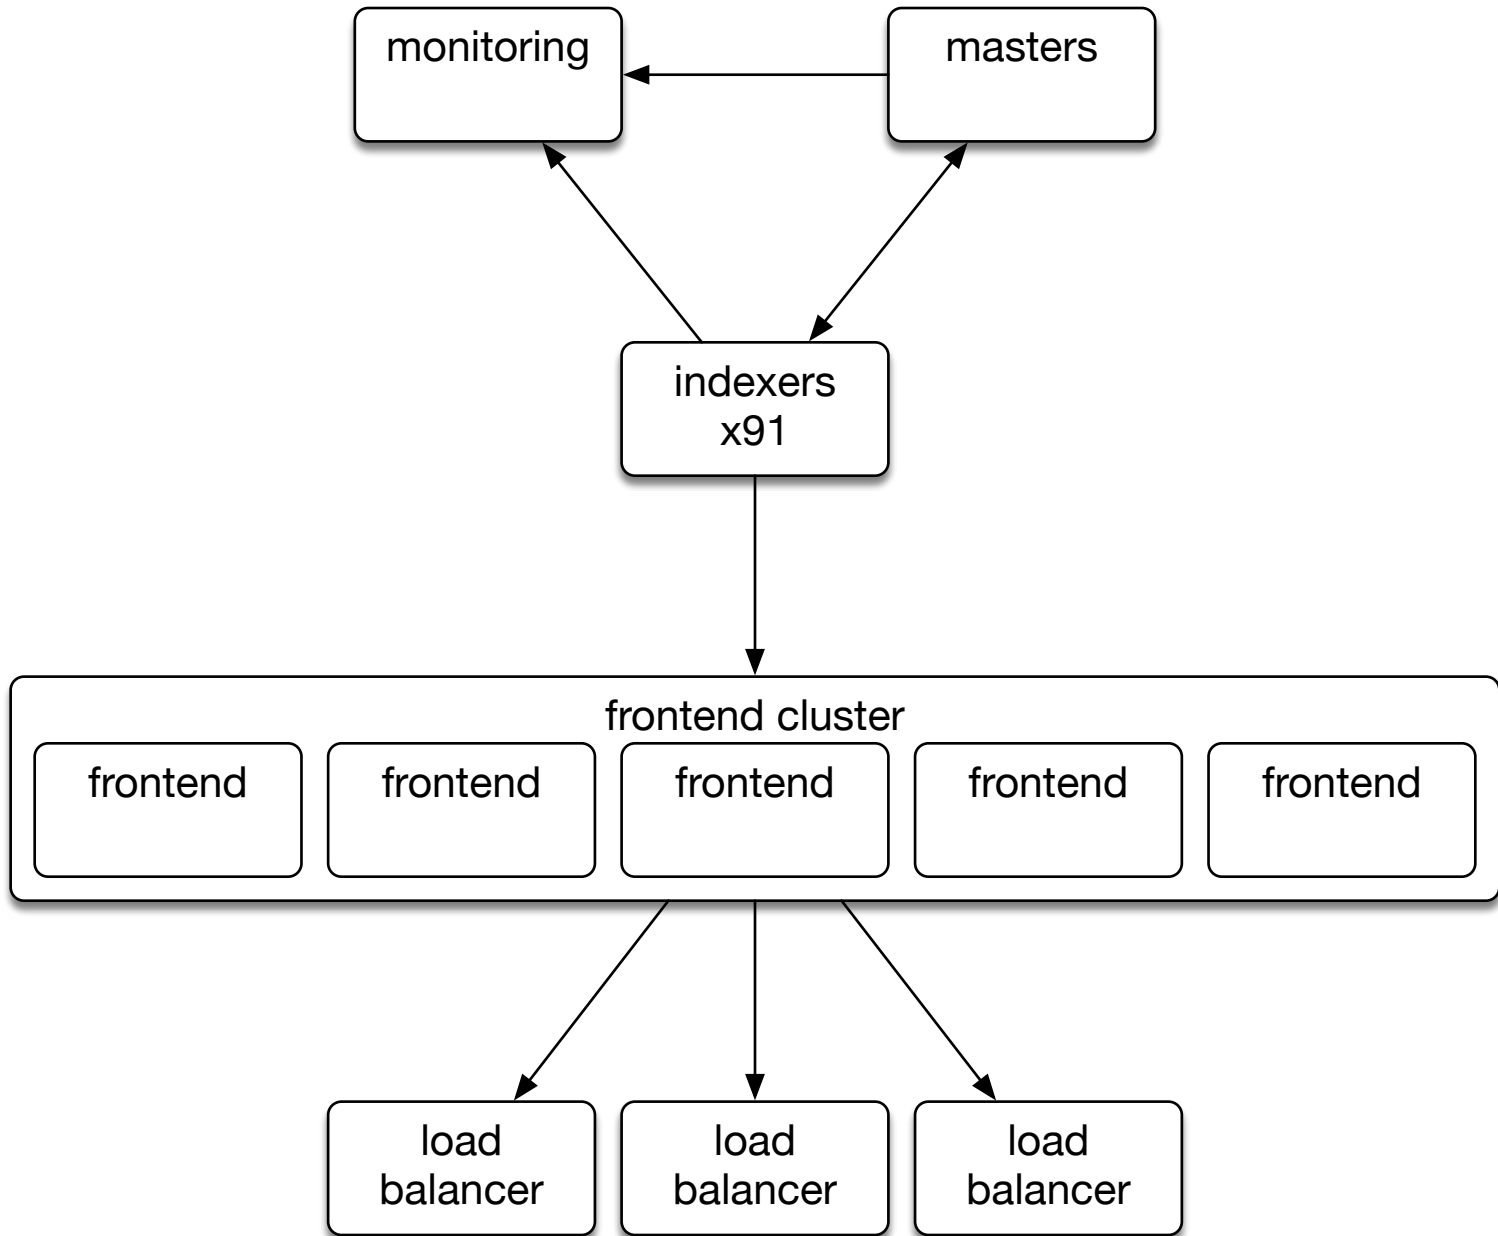 monitoring
masters
indexers
x91
frontend cluster
frontend
frontend
frontend
frontend
frontend
load
balancer
load
balancer
load
balancer